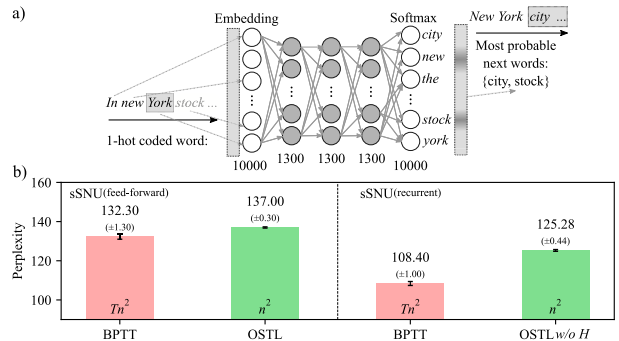 a)
Embedding
Softmax
New York city ...
city
new
the
stock
york
Most probable
next words:
{city, stock}
In new York stock ...
1-hot coded word:
10000
1300
1300
1300
10000
b)
160
140
120
100
Perplexity
sSNU(feed-forward)
132.30
(±1.30)
Tn²
BPTT
137.00
(±0.30)
n²
OSTL
sSNU(recurrent)
108.40
(±1.00)
Tn²
BPTT
125.28
(±0.44)
n²
OSTL w/o H